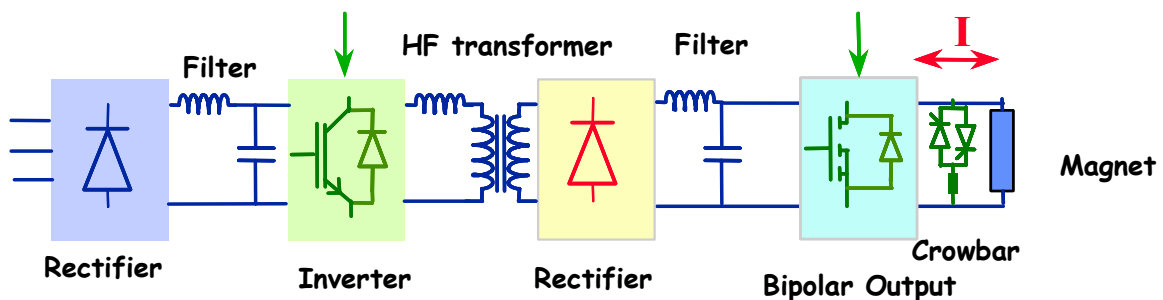 I
HF transformer
Filter
Filter
Magnet
Crowbar
Rectifier
Inverter
Rectifier
Bipolar Output